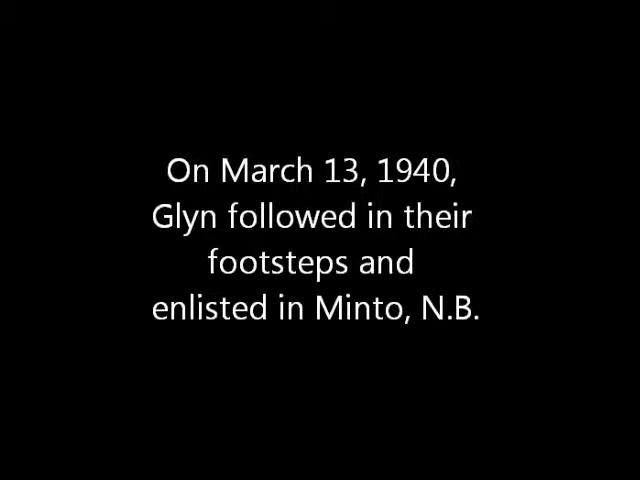 On March 13, 1940,
Glyn followed in their
footsteps and
enlisted in Minto, N.B.